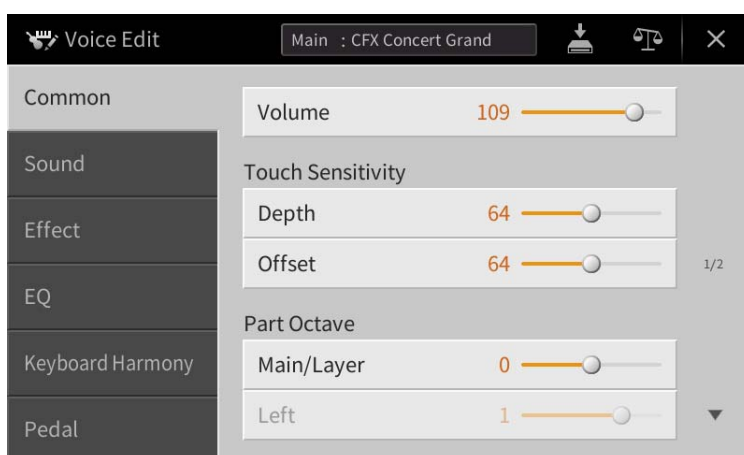 Voice Edit
Main : CFX Concert Grand
Common
Sound
Effect
EQ
Keyboard Harmony
Pedal
Volume 109
Touch Sensitivity
Depth 64
Offset 64
1/2
Part Octave
Main/Layer 0
Left 1